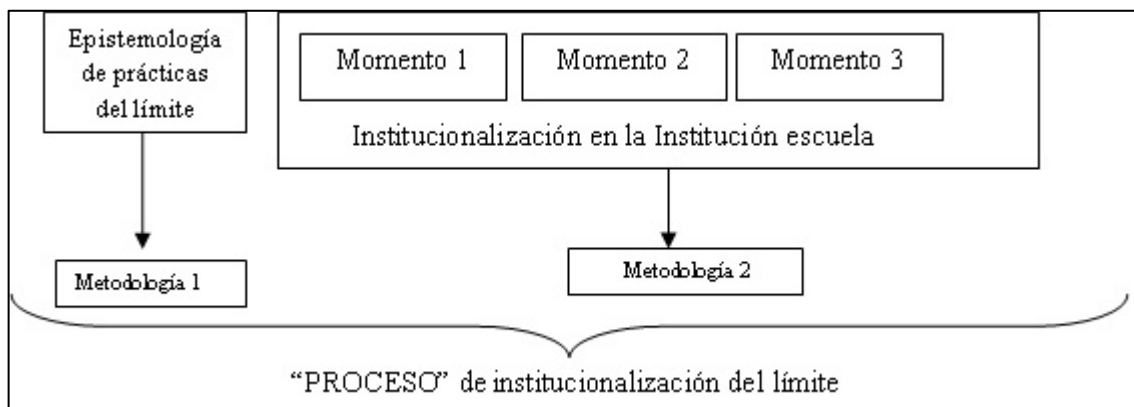 Epistemología
de prácticas
del límite
Momento 1
Momento 2
Momento 3
Institucionalización en la Institución escuela
Metodología 1
Metodología 2
“PROCESO” de institucionalización del límite